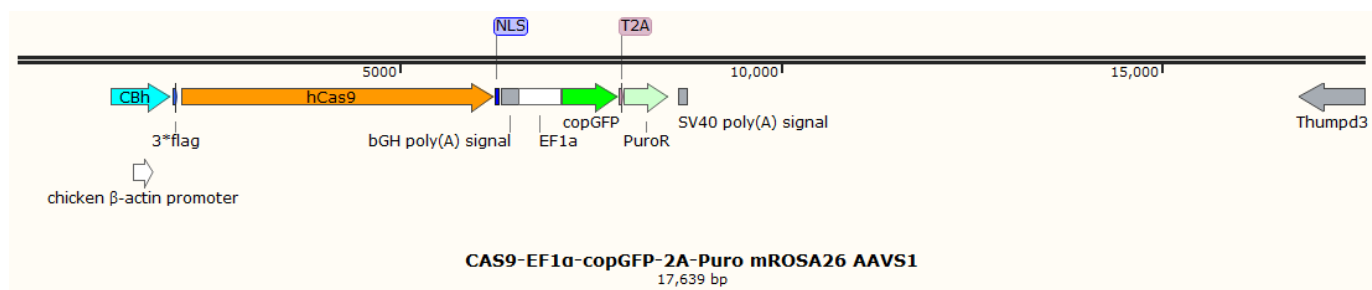 NLS
T2A
5000
10,000
15,000
CBh
hCas9
3*flag
bGH poly(A) signal
EF1a
copGFP
PuroR
SV40 poly(A) signal
Thumpd3
chicken β-actin promoter
CAS9-EF1α-copGFP-2A-Puro mROSA26 AAVS1
17,639 bp